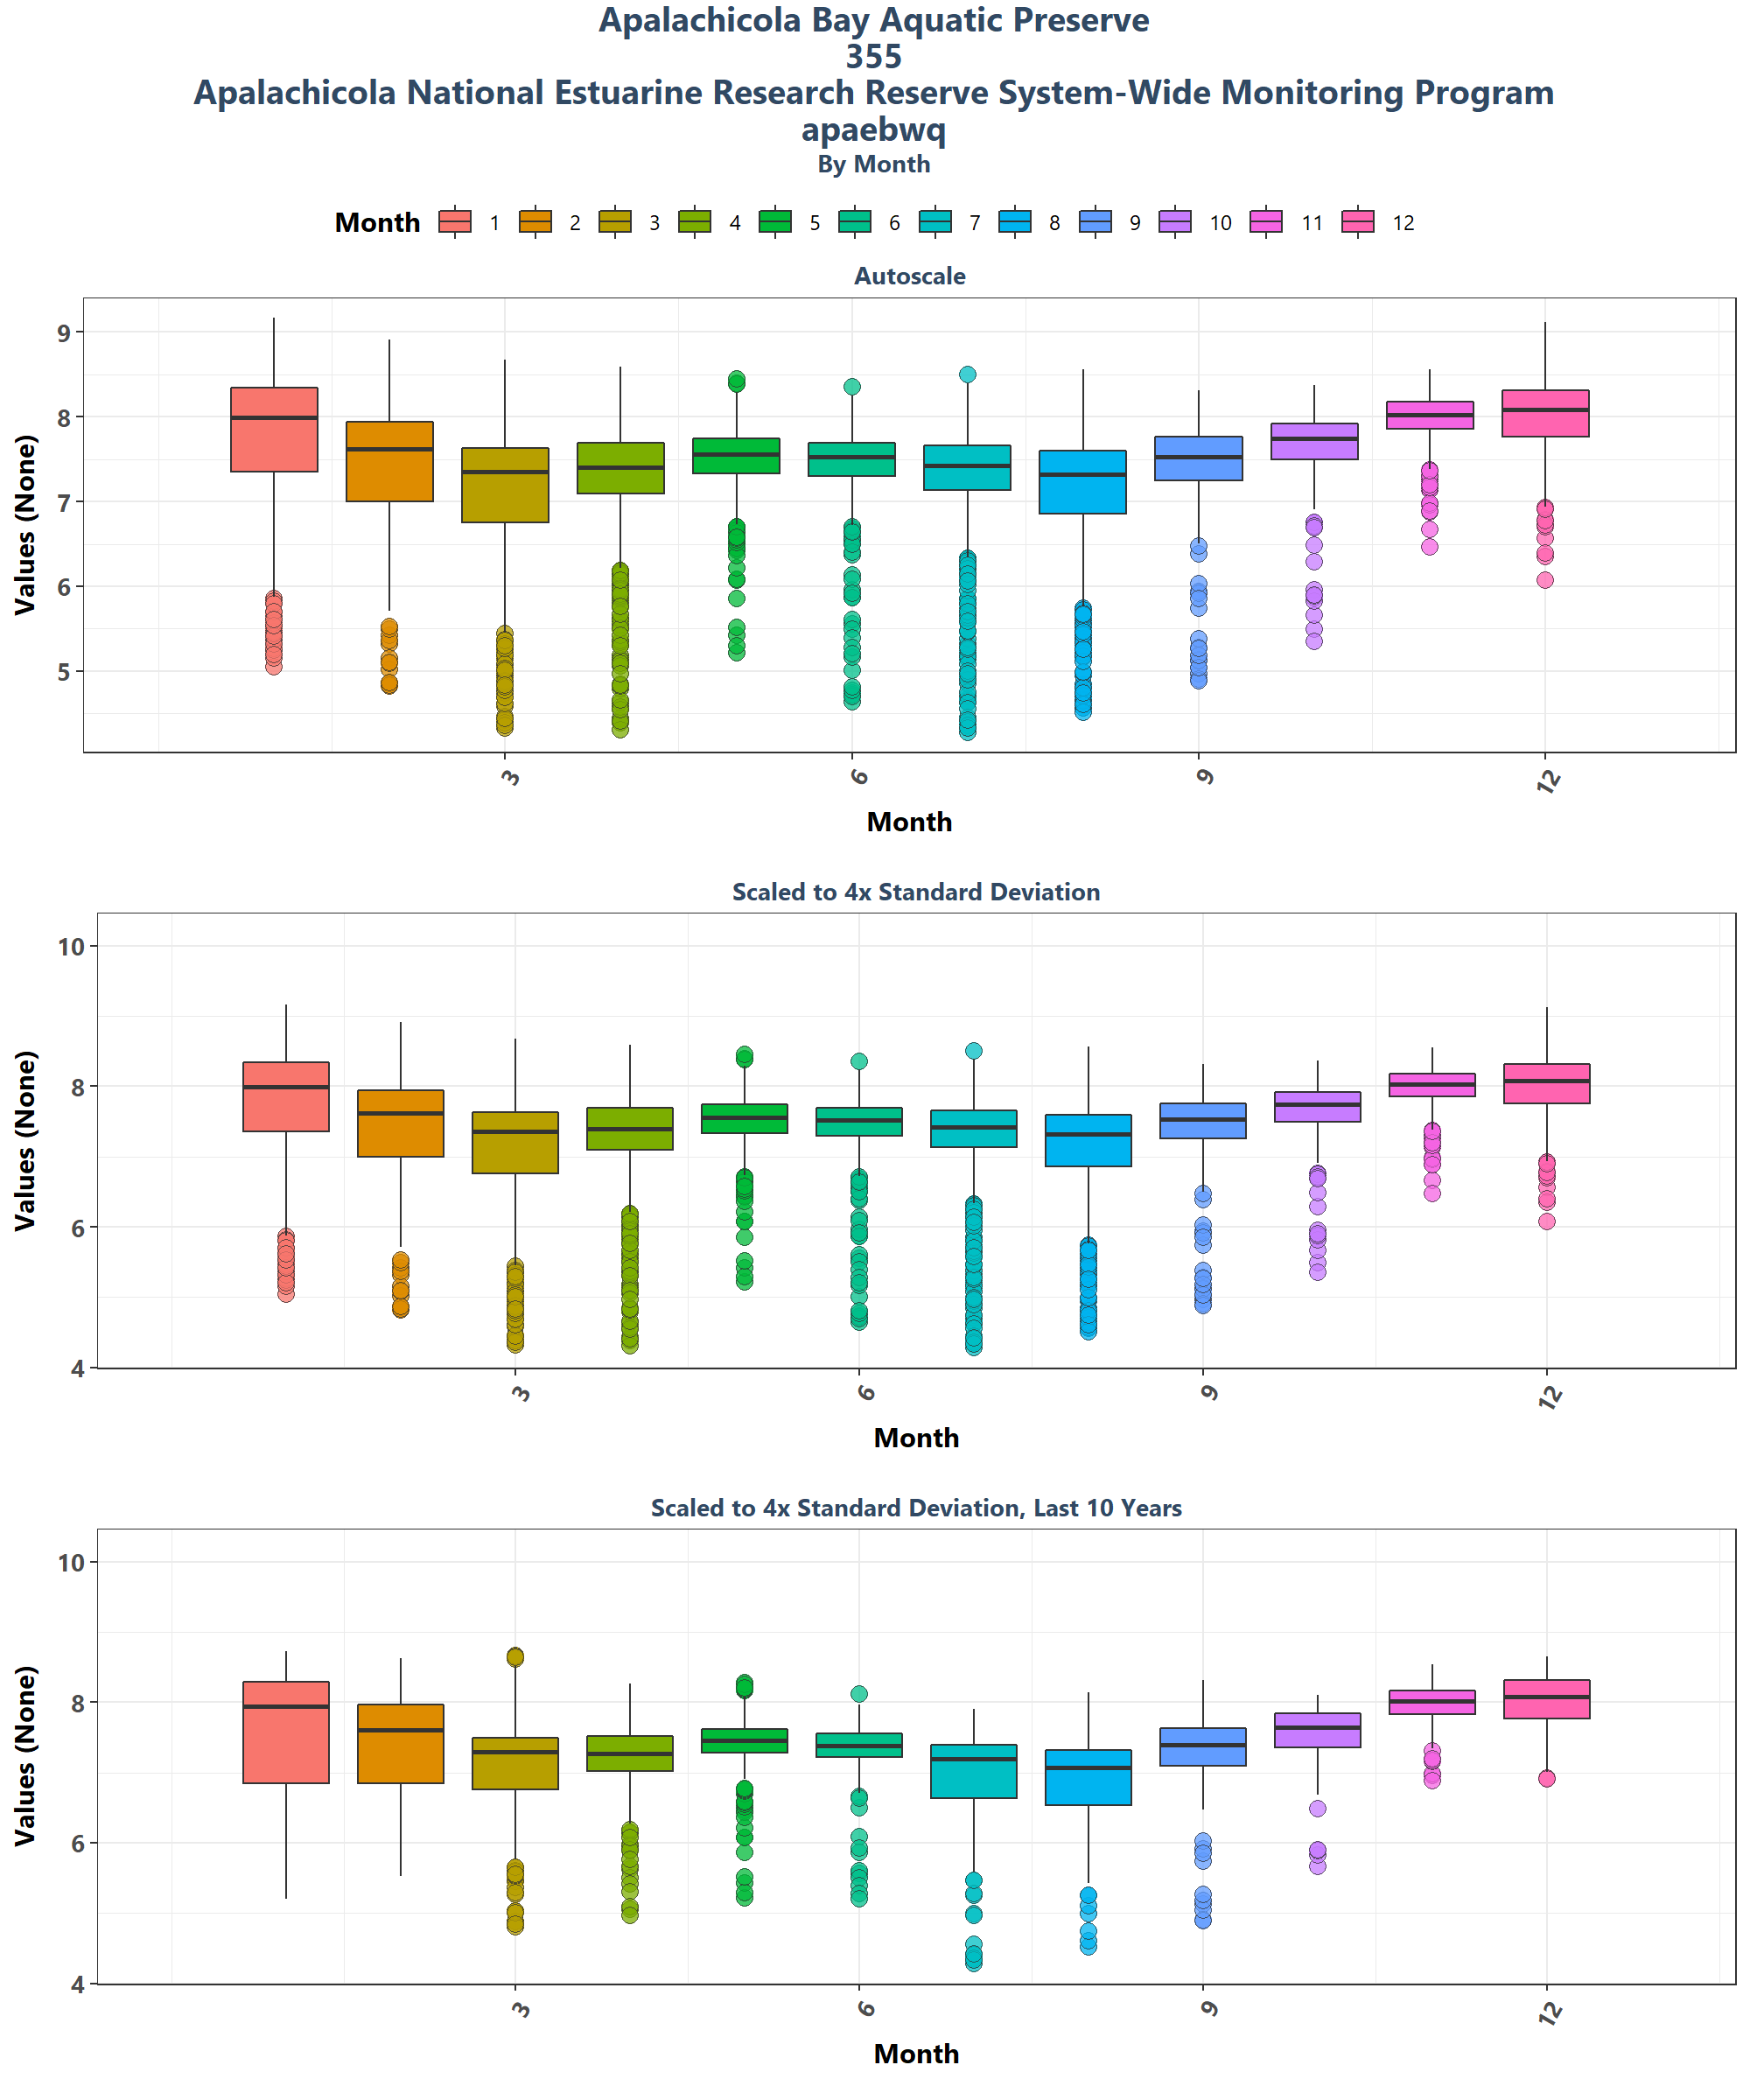 Apalachicola Bay Aquatic Preserve
355
Apalachicola National Estuarine Research Reserve System-Wide Monitoring Program
apaebwq
By Month
Month 1 2 3 4 5 6 7 8 9 10 11 12
Autoscale
Values (None)
9
8
7
6
5
3 6 9 12
Month
Scaled to 4x Standard Deviation
Values (None)
10
8
6
4
3 6 9 12
Month
Scaled to 4x Standard Deviation, Last 10 Years
Values (None)
10
8
6
4
3 6 9 12
Month